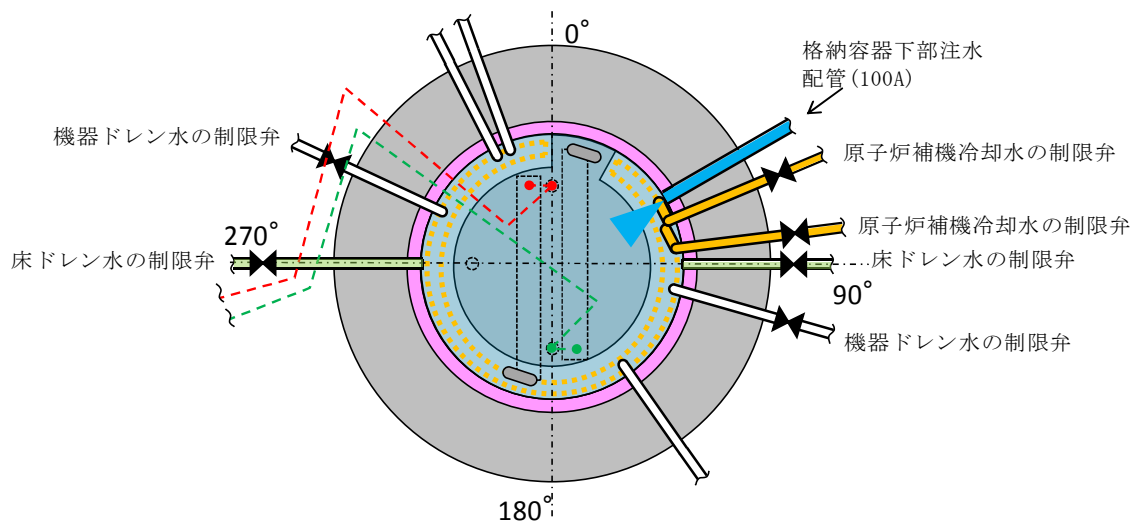 0°
格納容器下部注水
配管(100A)
機器ドレン水の制限弁
原子炉補機冷却水の制限弁
原子炉補機冷却水の制限弁
270°
床ドレン水の制限弁
床ドレン水の制限弁
90°
機器ドレン水の制限弁
180°